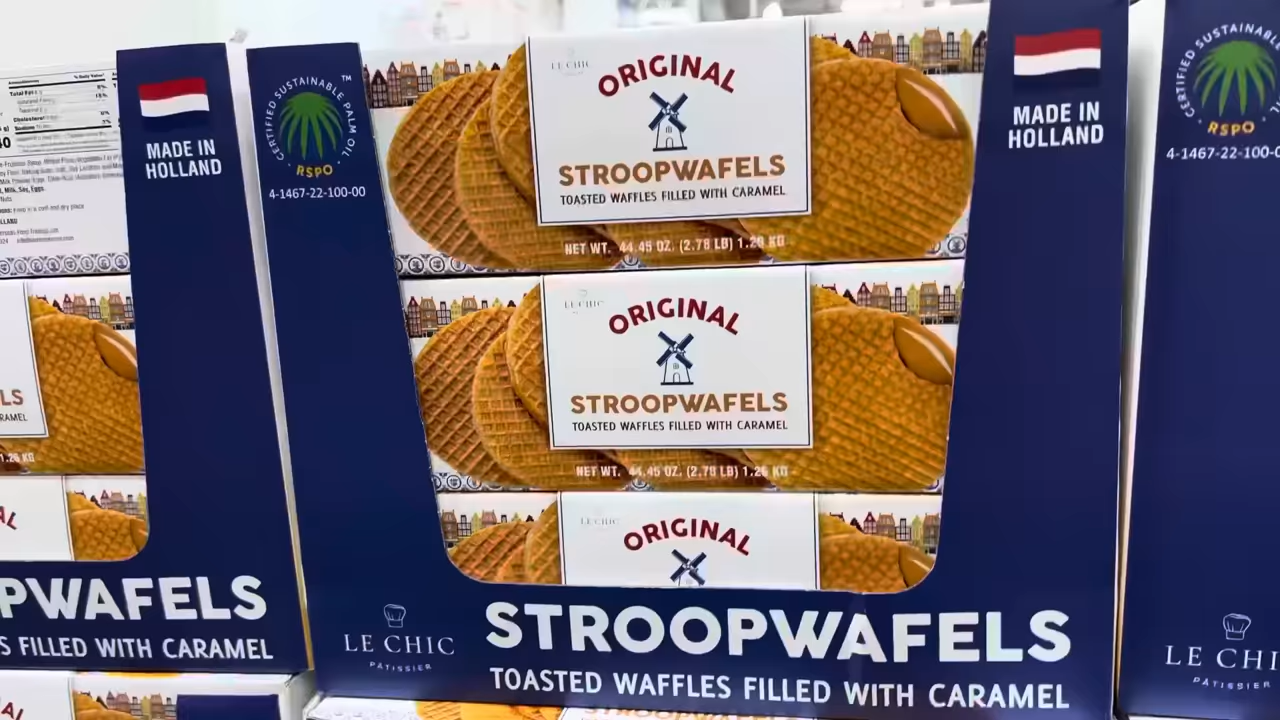 MADE IN
HOLLAND
PWAFELS
S FILLED WITH CARAMEL
CERTIFIED SUSTAINABLE PALM OIL ™
RSPO
4-1467-22-100-00
LE CHIC
ORIGINAL
STROOPWAFELS
TOASTED WAFFLES FILLED WITH CARAMEL
NET WT. 44.45 OZ. (2.78 LB) 1.26 KG
LE CHIC
ORIGINAL
STROOPWAFELS
TOASTED WAFFLES FILLED WITH CARAMEL
NET WT. 44.45 OZ. (2.78 LB) 1.26 KG
LE CHIC
ORIGINAL
LE CHIC
PÂTISSIER
STROOPWAFELS
TOASTED WAFFLES FILLED WITH CARAMEL
MADE IN
HOLLAND
CERTIFIED SUSTAINABLE PALM OIL
RSPO
4-1467-22-100-0
LE CHI
PÂTISSIER